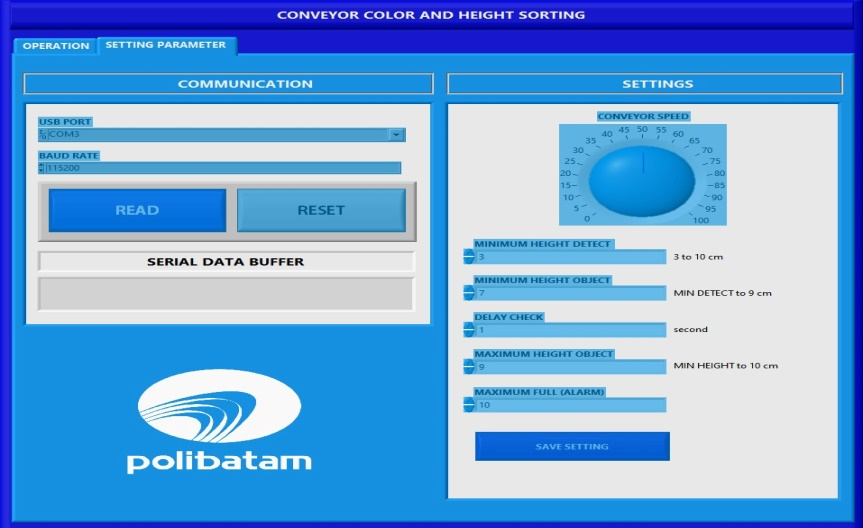 CONVEYOR COLOR AND HEIGHT SORTING
OPERATION
SETTING PARAMETER
COMMUNICATION
USB PORT
COM3
BAUD RATE
115200
READ
RESET
SERIAL DATA BUFFER
polibatam
SETTINGS
CONVEYOR SPEED
0
5
10
15
20
25
30
35
40
45
50
55
60
65
70
75
80
85
90
95
100
MINIMUM HEIGHT DETECT
3
3 to 10 cm
MINIMUM HEIGHT OBJECT
7
MIN DETECT to 9 cm
DELAY CHECK
1
second
MAXIMUM HEIGHT OBJECT
9
MIN HEIGHT to 10 cm
MAXIMUM FULL (ALARM)
10
SAVE SETTING